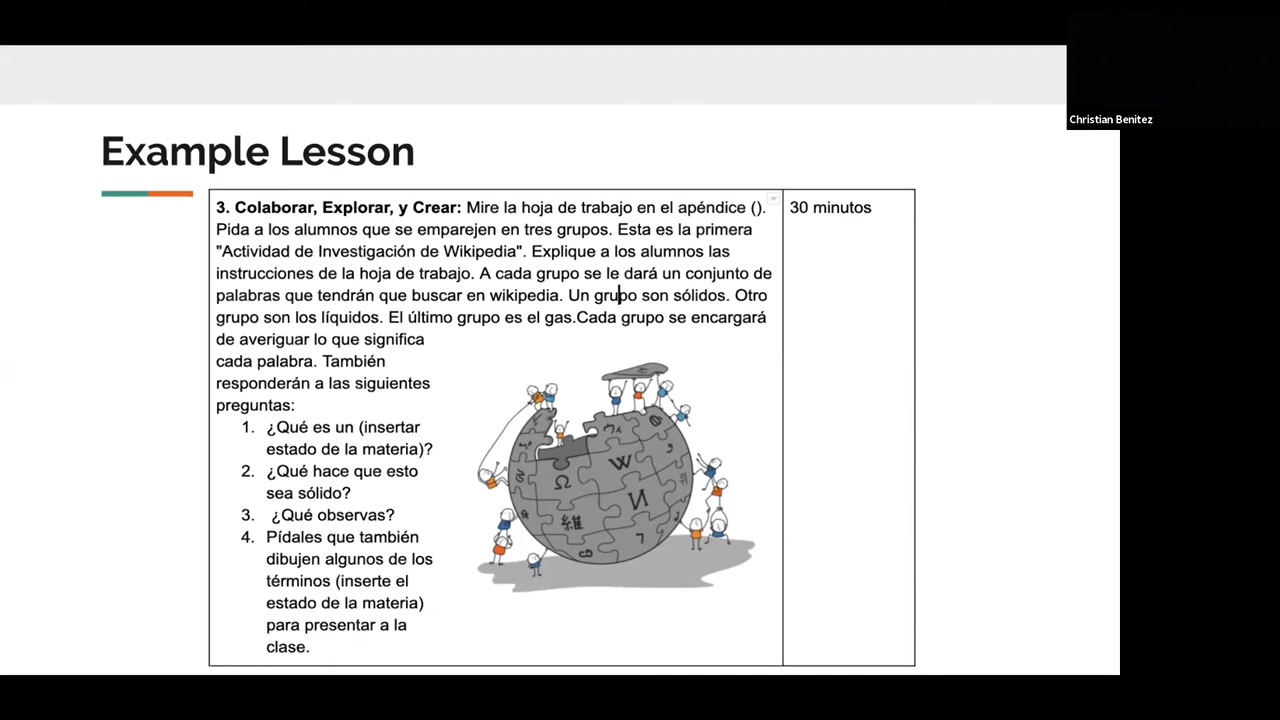 Christian Benitez
Example Lesson
3. Colaborar, Explorar, y Crear: Mire la hoja de trabajo en el apéndice ().
Pida a los alumnos que se emparejen en tres grupos. Esta es la primera
"Actividad de Investigación de Wikipedia". Explique a los alumnos las
instrucciones de la hoja de trabajo. A cada grupo se le dará un conjunto de
palabras que tendrán que buscar en wikipedia. Un grupo son sólidos. Otro
grupo son los líquidos. El último grupo es el gas.Cada grupo se encargará
de averiguar lo que significa
cada palabra. También
responderán a las siguientes
preguntas:
1. ¿Qué es un (insertar
estado de la materia)?
2. ¿Qué hace que esto
sea sólido?
3. ¿Qué observas?
4. Pídales que también
dibujen algunos de los
términos (inserte el
estado de la materia)
para presentar a la
clase.
30 minutos
Ω
W
И
維
ウィ